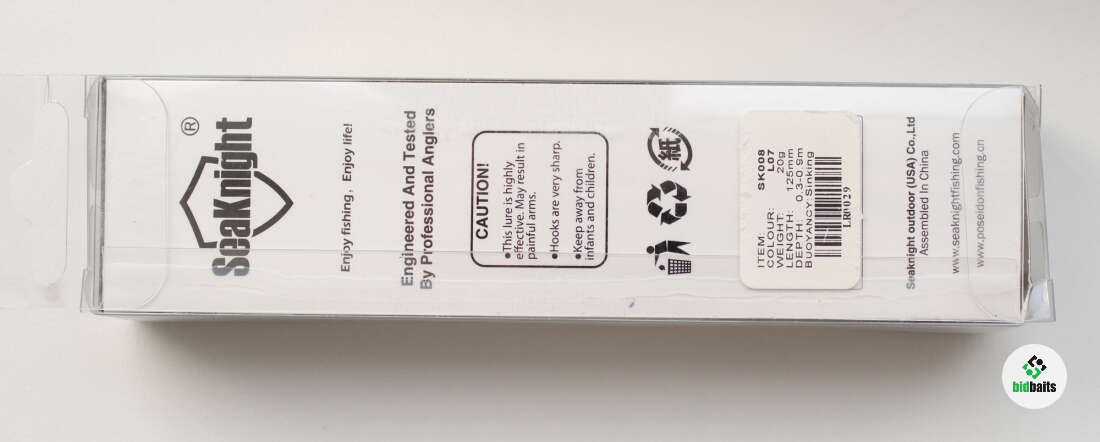 SeaKnight®
Enjoy fishing , Enjoy life!
Engineered And Tested
By Professional Anglers
CAUTION!
●This lure is highly
effective. May result in
painful arms.
●Hooks are very sharp.
●Keep away from
infants and children.
紙
ITEM: SK008
COLOUR: L07
WEIGHT: 20g
LENGTH: 125mm
DEPTH: 0.3-0.9m
BUOYANCY:Sinking
LR0029
Seaknight outdoor (USA) Co.,Ltd
Assembled In China
www.seaknightfishing.com
www.poseidonfishing.cn
bidbaits